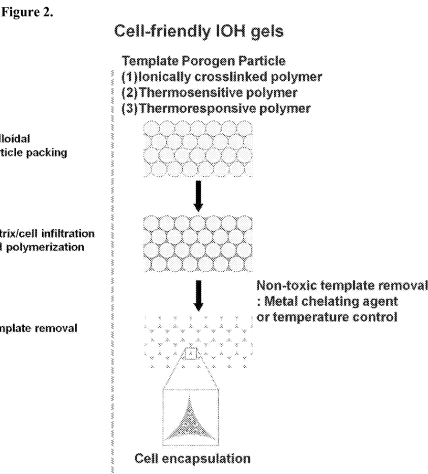 Figure 2.
Cell-friendly IOH gels
Template Porogen Particle
(1)Ionically crosslinked polymer
(2)Thermosensitive polymer
(3)Thermoresponsive polymer
lloidal
rticle packing
trix/cell infiltration
d polymerization
Non-toxic template removal
: Metal chelating agent
or temperature control
mplate removal
Cell encapsulation